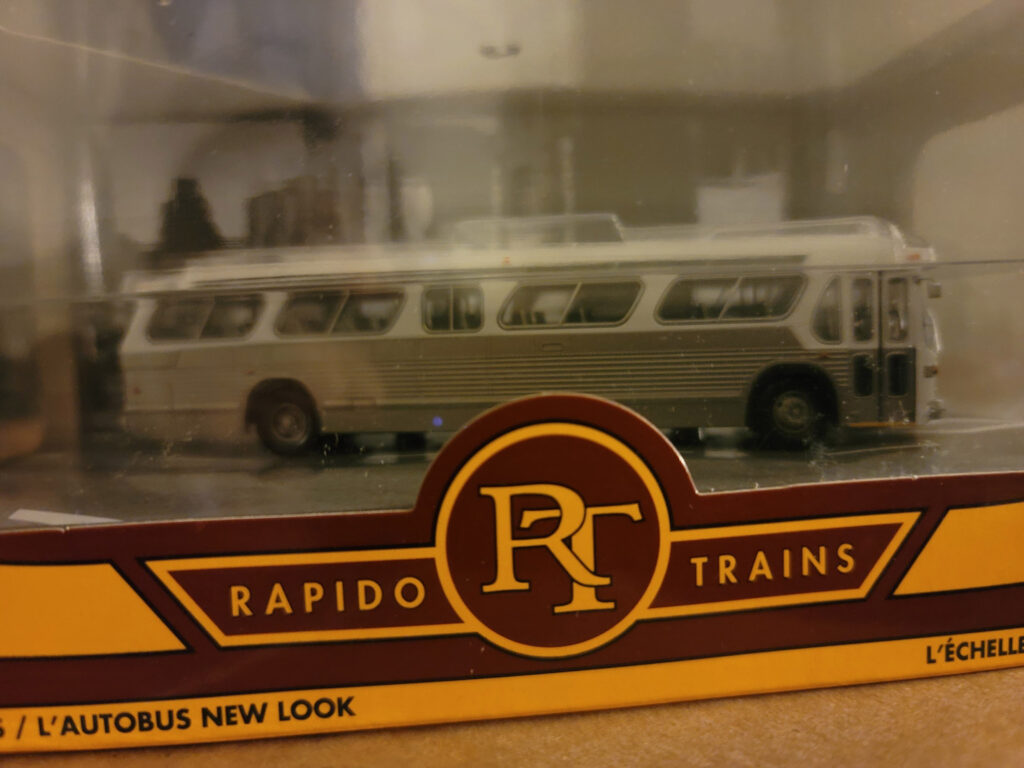 RT
RAPIDO TRAINS
L'ÉCHELLE
S / L'AUTOBUS NEW LOOK